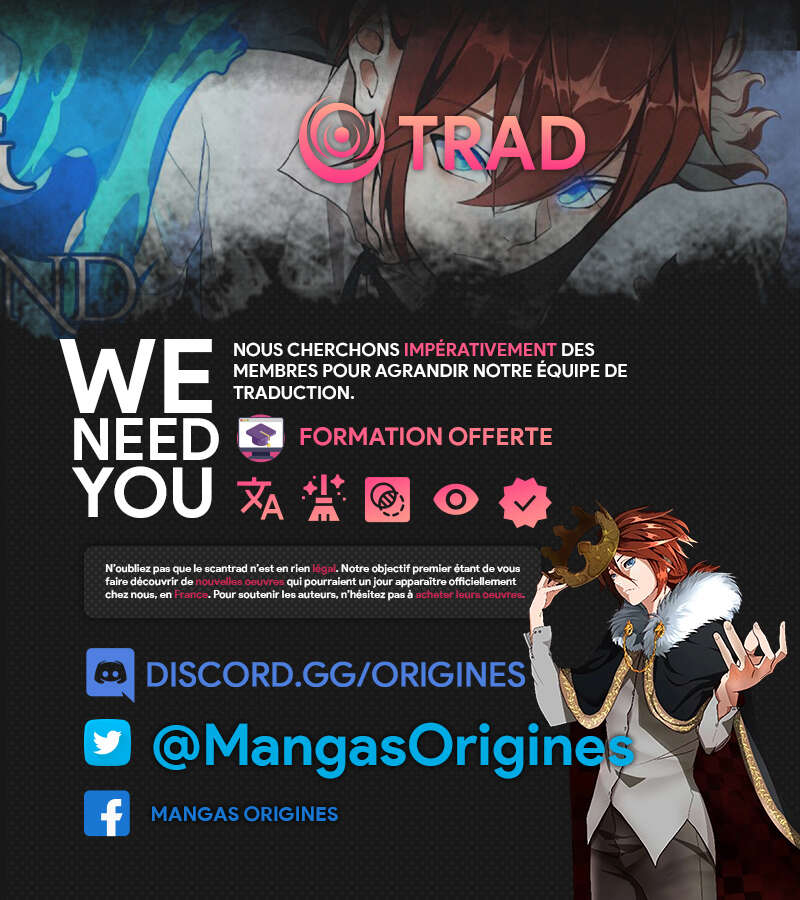 TRAD
ND
WE
NEED
YOU
NOUS CHERCHONS IMPÉRATIVEMENT DES
MEMBRES POUR AGRANDIR NOTRE ÉQUIPE DE
TRADUCTION.
FORMATION OFFERTE
文A
N'oubliez pas que le scantrad n'est en rien légal. Notre objectif premier étant de vous
faire découvrir de nouvelles oeuvres qui pourraient un jour apparaître officiellement
chez nous, en France. Pour soutenir les auteurs, n'hésitez pas à acheter leurs oeuvres.
DISCORD.GG/ORIGINES
@MangasOrigines
MANGAS ORIGINES